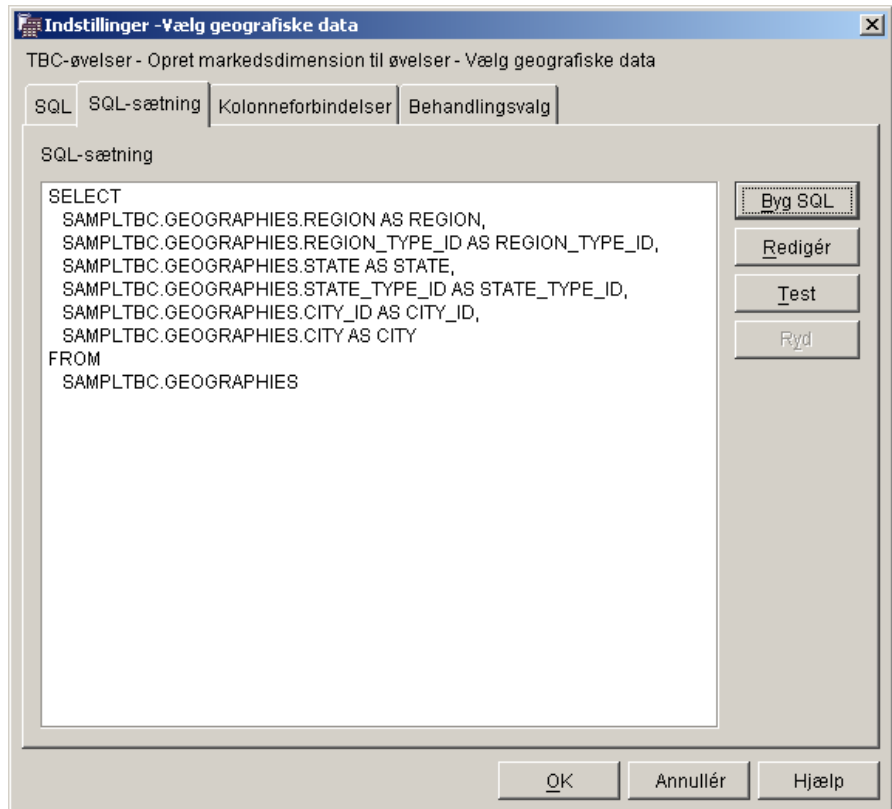 Indstillinger -Vælg geografiske data
TBC-øvelser - Opret markedsdimension til øvelser - Vælg geografiske data
SQL SQL-sætning Kolonneforbindelser Behandlingsvalg
SQL-sætning
SELECT
SAMPLTBC.GEOGRAPHIES.REGION AS REGION,
SAMPLTBC.GEOGRAPHIES.REGION_TYPE_ID AS REGION_TYPE_ID,
SAMPLTBC.GEOGRAPHIES.STATE AS STATE,
SAMPLTBC.GEOGRAPHIES.STATE_TYPE_ID AS STATE_TYPE_ID,
SAMPLTBC.GEOGRAPHIES.CITY_ID AS CITY_ID,
SAMPLTBC.GEOGRAPHIES.CITY AS CITY
FROM
SAMPLTBC.GEOGRAPHIES
Byg SQL
Redigér
Test
Ryd
OK Annullér Hjælp